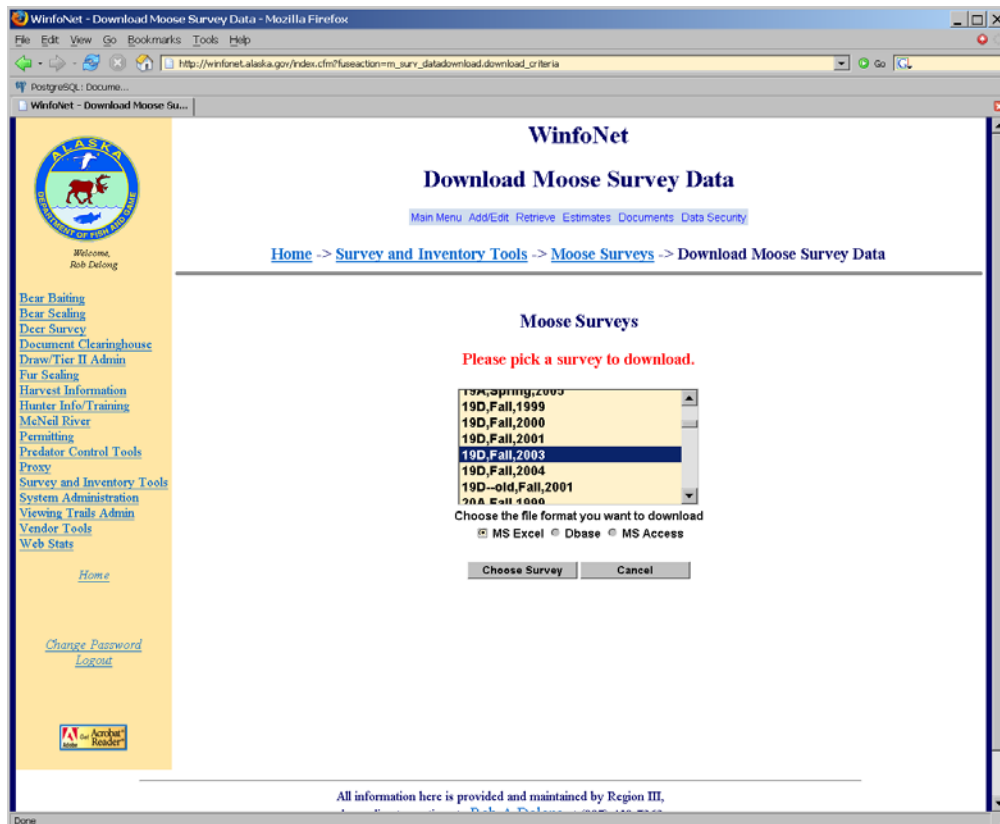 WinfoNet - Download Moose Survey Data - Mozilla Firefox
File Edit View Go Bookmarks Tools Help
http://winfonet.alaska.gov/index.cfm?fuseaction=m_surv_datadownload.download_criteria
Go
PostgreSQL: Docume...
WinfoNet - Download Moose Su...
ALASKA
DEPARTMENT OF FISH AND GAME
Welcome,
Rob Delong
Bear Baiting
Bear Sealing
Deer Survey
Document Clearinghouse
Draw/Tier II Admin
Fur Sealing
Harvest Information
Hunter Info/Training
McNeil River
Permitting
Predator Control Tools
Proxy
Survey and Inventory Tools
System Administration
Viewing Trails Admin
Vendor Tools
Web Stats
Home
Change Password
Logout
Get Acrobat Reader
Adobe
WinfoNet
Download Moose Survey Data
Main Menu Add/Edit Retrieve Estimates Documents Data Security
Home -> Survey and Inventory Tools -> Moose Surveys -> Download Moose Survey Data
Moose Surveys
Please pick a survey to download.
19A,Spring,2005
19D,Fall,1999
19D,Fall,2000
19D,Fall,2001
19D,Fall,2003
19D,Fall,2004
19D--old,Fall,2001
20A,Fall,1999
Choose the file format you want to download
MS Excel Dbase MS Access
Choose Survey Cancel
All information here is provided and maintained by Region III,
Done